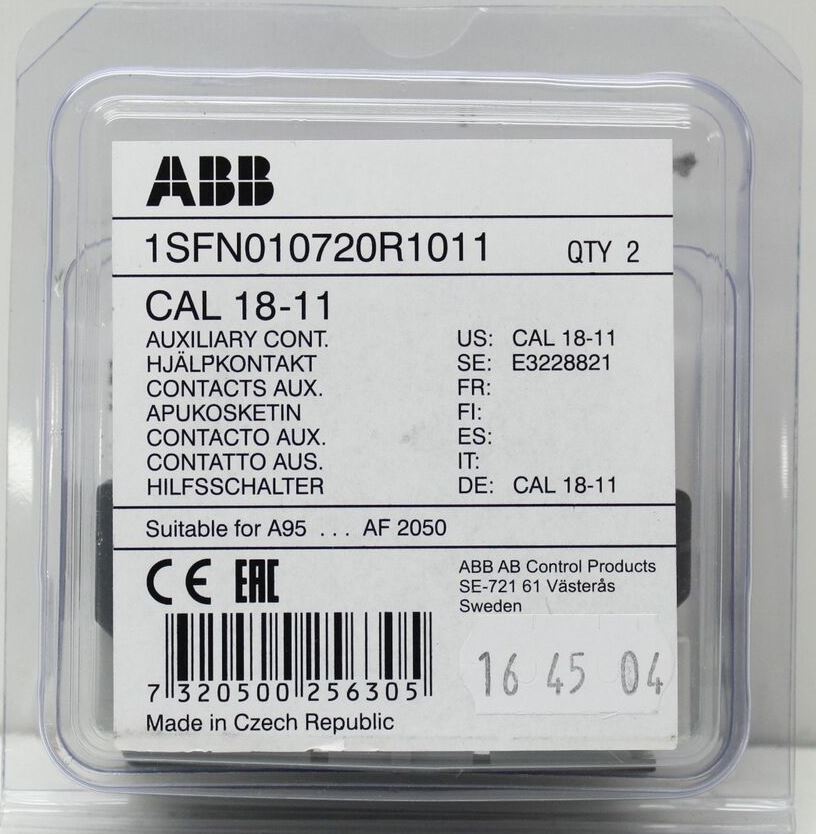 ABB
1SFN010720R1011 QTY 2
CAL 18-11
AUXILIARY CONT. US: CAL 18-11
HJÄLPKONTAKT SE: E3228821
CONTACTS AUX. FR:
APUKOSKETIN FI:
CONTACTO AUX. ES:
CONTATTO AUS. IT:
HILFSSCHALTER DE: CAL 18-11
Suitable for A95 ... AF 2050
CE EAC
ABB AB Control Products
SE-721 61 Västerås
Sweden
7 320500 256305
16 45 04
Made in Czech Republic